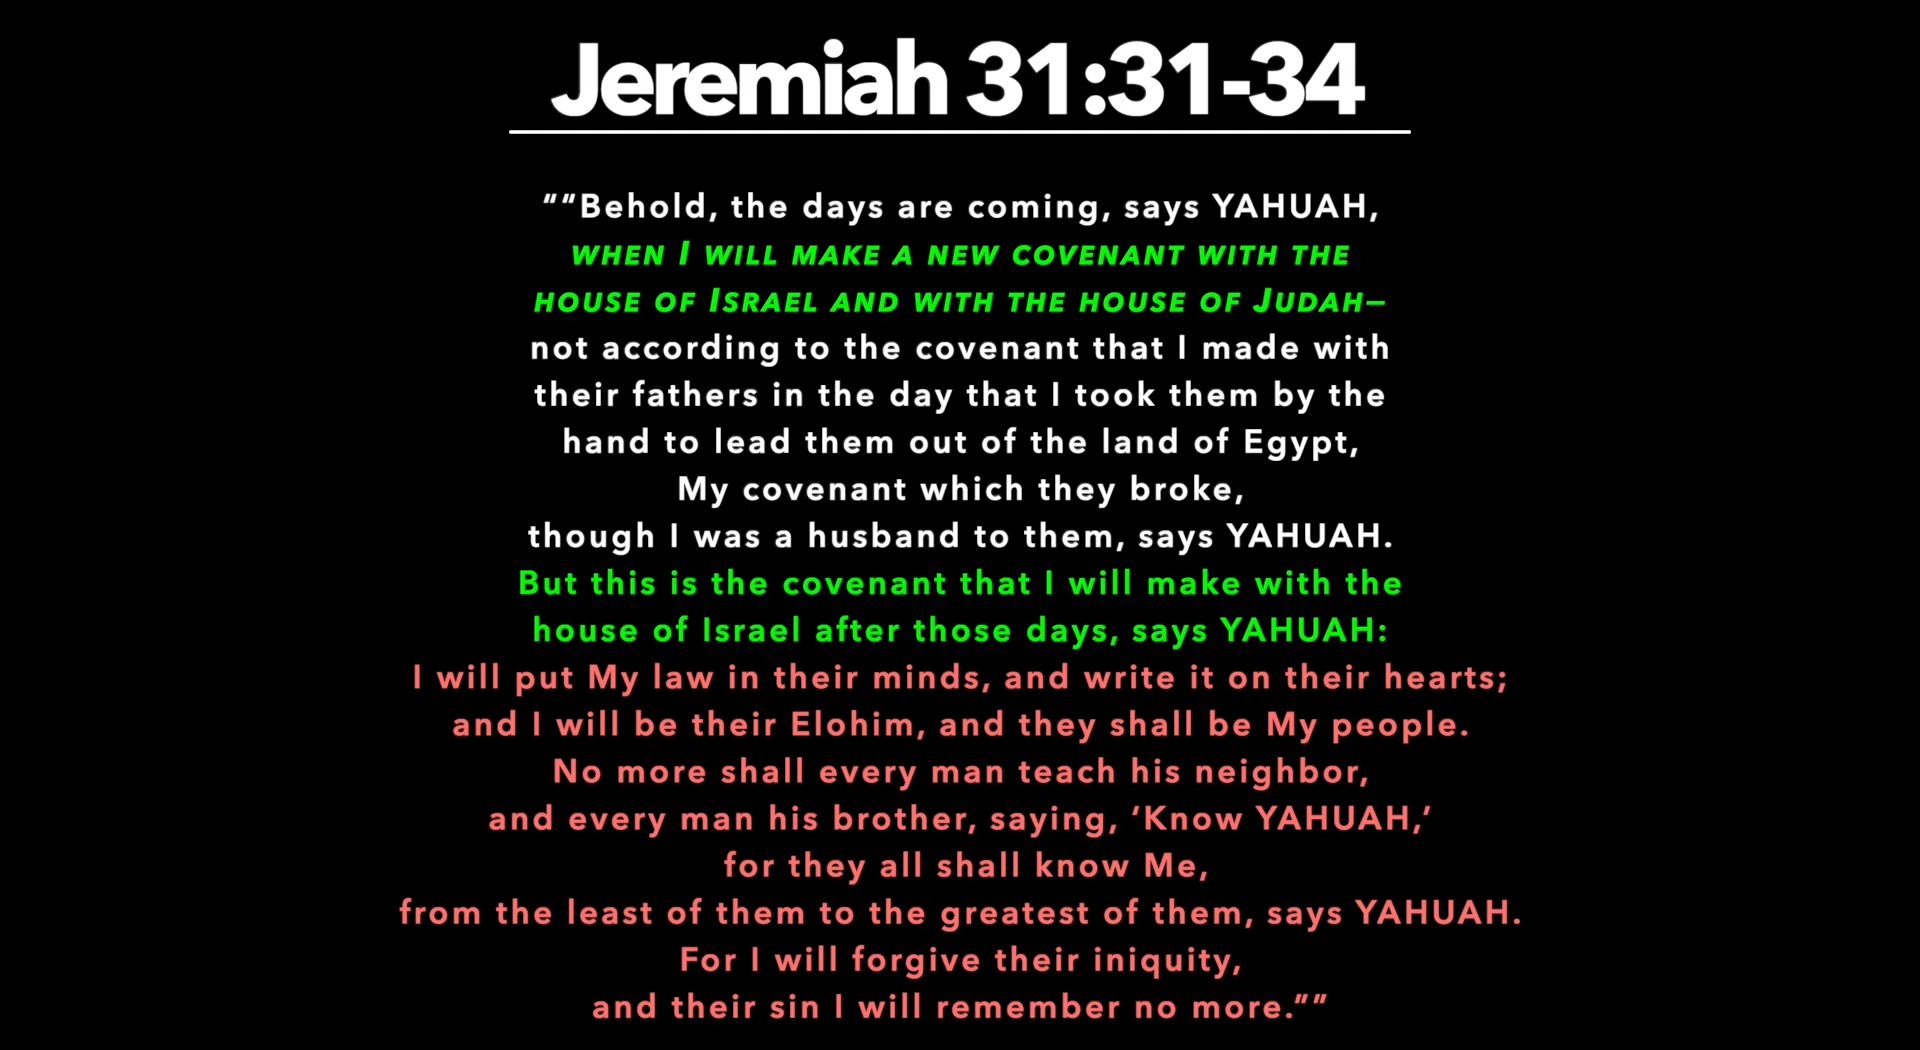 Jeremiah 31:31-34
““Behold, the days are coming, says YAHUAH,
WHEN I WILL MAKE A NEW COVENANT WITH THE
HOUSE OF ISRAEL AND WITH THE HOUSE OF JUDAH—
not according to the covenant that I made with
their fathers in the day that I took them by the
hand to lead them out of the land of Egypt,
My covenant which they broke,
though I was a husband to them, says YAHUAH.
But this is the covenant that I will make with the
house of Israel after those days, says YAHUAH:
I will put My law in their minds, and write it on their hearts;
and I will be their Elohim, and they shall be My people.
No more shall every man teach his neighbor,
and every man his brother, saying, ‘Know YAHUAH,’
for they all shall know Me,
from the least of them to the greatest of them, says YAHUAH.
For I will forgive their iniquity,
and their sin I will remember no more.””